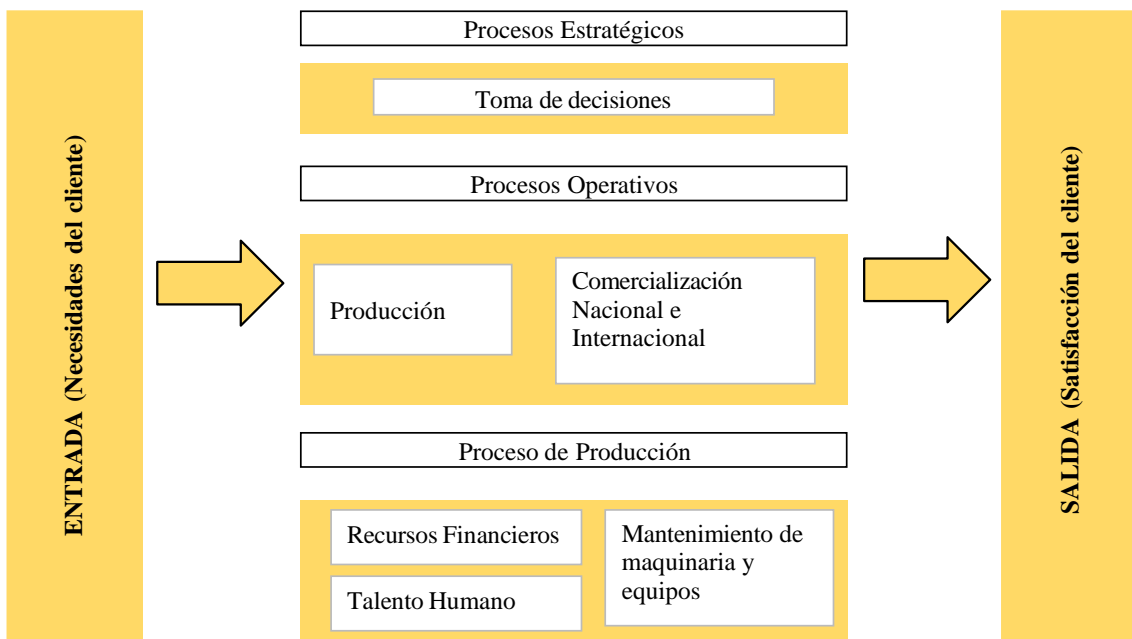 ENTRADA (Necesidades del cliente)
Procesos Estratégicos
Toma de decisiones
Procesos Operativos
Producción
Comercialización
Nacional e
Internacional
Proceso de Producción
Recursos Financieros
Talento Humano
Mantenimiento de
maquinaria y
equipos
SALIDA (Satisfacción del cliente)